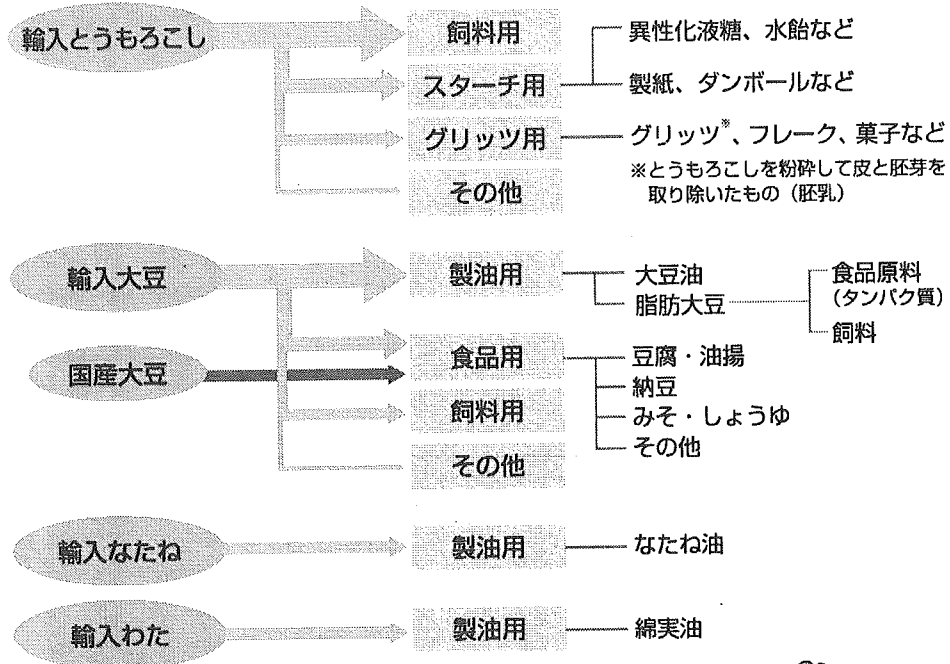 輸入とうもろこし
飼料用
異性化液糖、水飴など
スターチ用
製紙、ダンボールなど
グリッツ用
グリッツ※、フレーク、菓子など
※とうもろこしを粉砕して皮と胚芽を
取り除いたもの（胚乳）
その他
輸入大豆
製油用
大豆油
脂肪大豆
食品原料
（タンパク質）
飼料
国産大豆
食品用
豆腐・油揚
納豆
飼料用
みそ・しょうゆ
その他
その他
輸入なたね
製油用
なたね油
輸入わた
製油用
綿実油